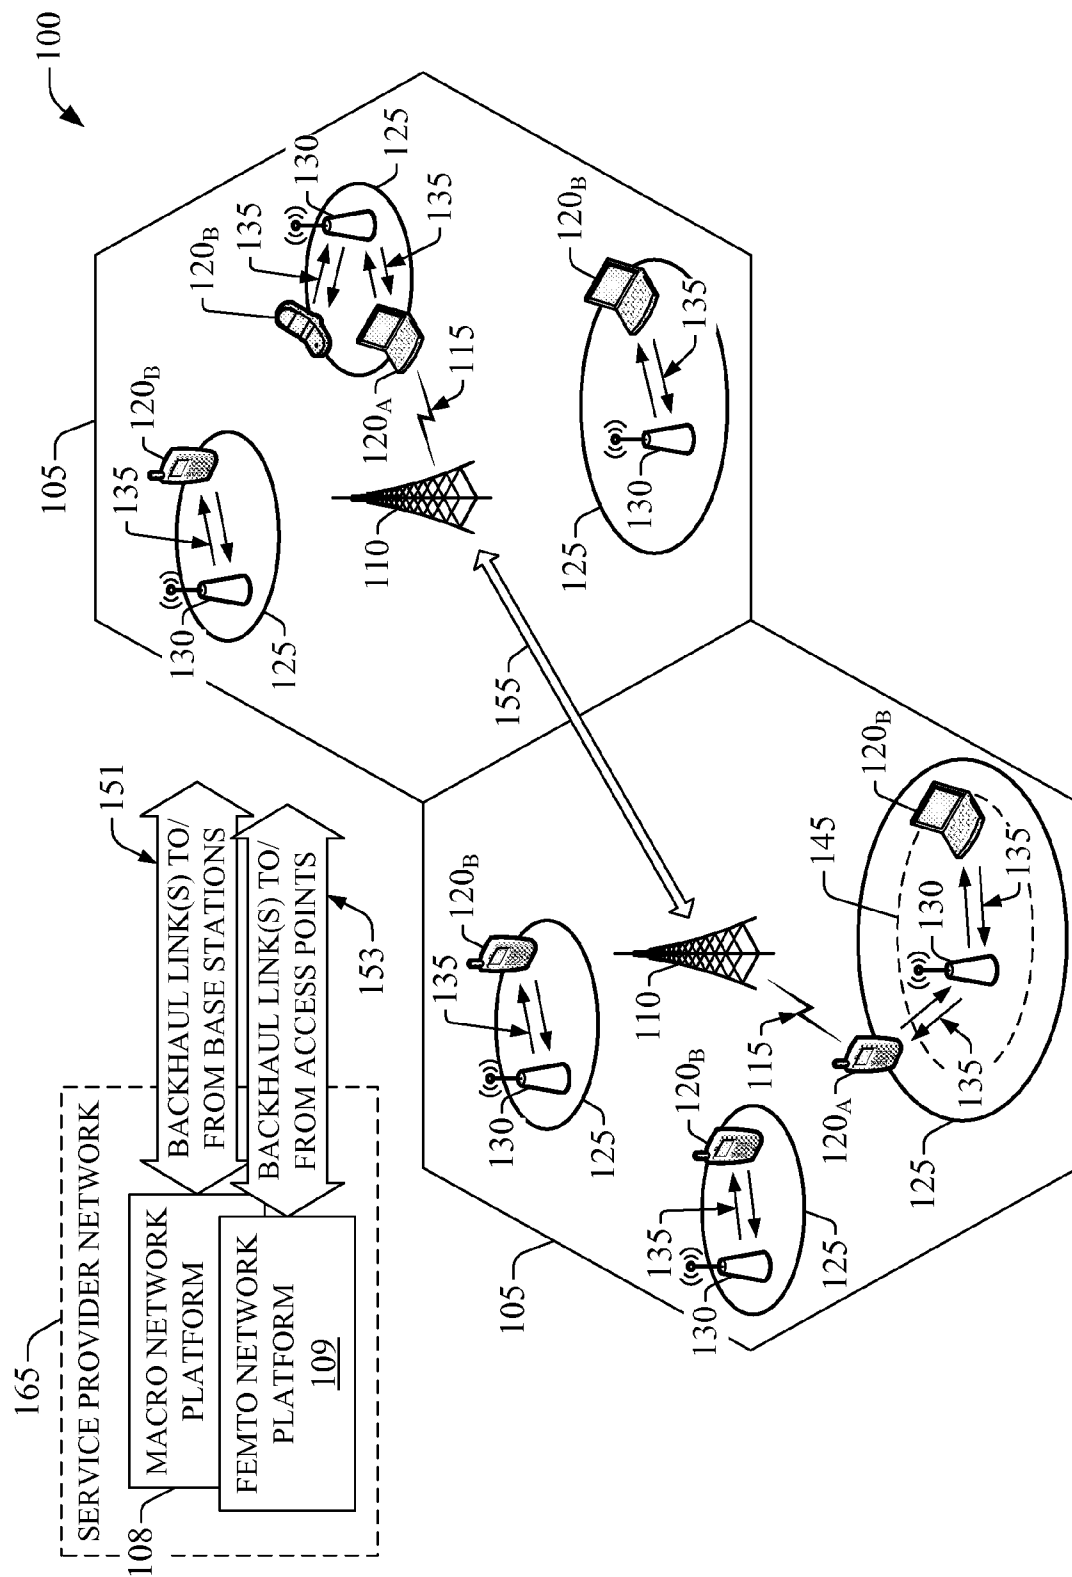 100
165
SERVICE PROVIDER NETWORK
108
MACRO NETWORK
PLATFORM
FEMTO NETWORK
PLATFORM
109
151
BACKHAUL LINK(S) TO/
FROM BASE STATIONS
BACKHAUL LINK(S) TO/
FROM ACCESS POINTS
153
105
130
135
120B
125
120B
135
130
125
135
120A
115
110
155
125
130
135
120B
105
130
135
120B
125
130
135
120B
125
110
115
120A
125
135
130
135
145
120B